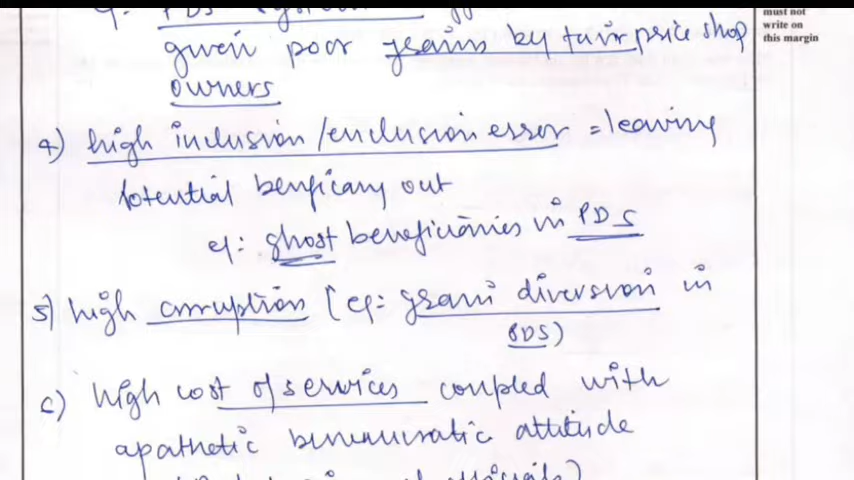 must not
write on
this margin
given poor grains by fair price shop
owners
4) high inclusion/exclusion error = leaving
potential benficary out
eg: ghost beneficiaries in PDS
5) high corruption [eg: grain diversion in
PDS)
6) high cost of services coupled with
apathetic bureaucratic attitude